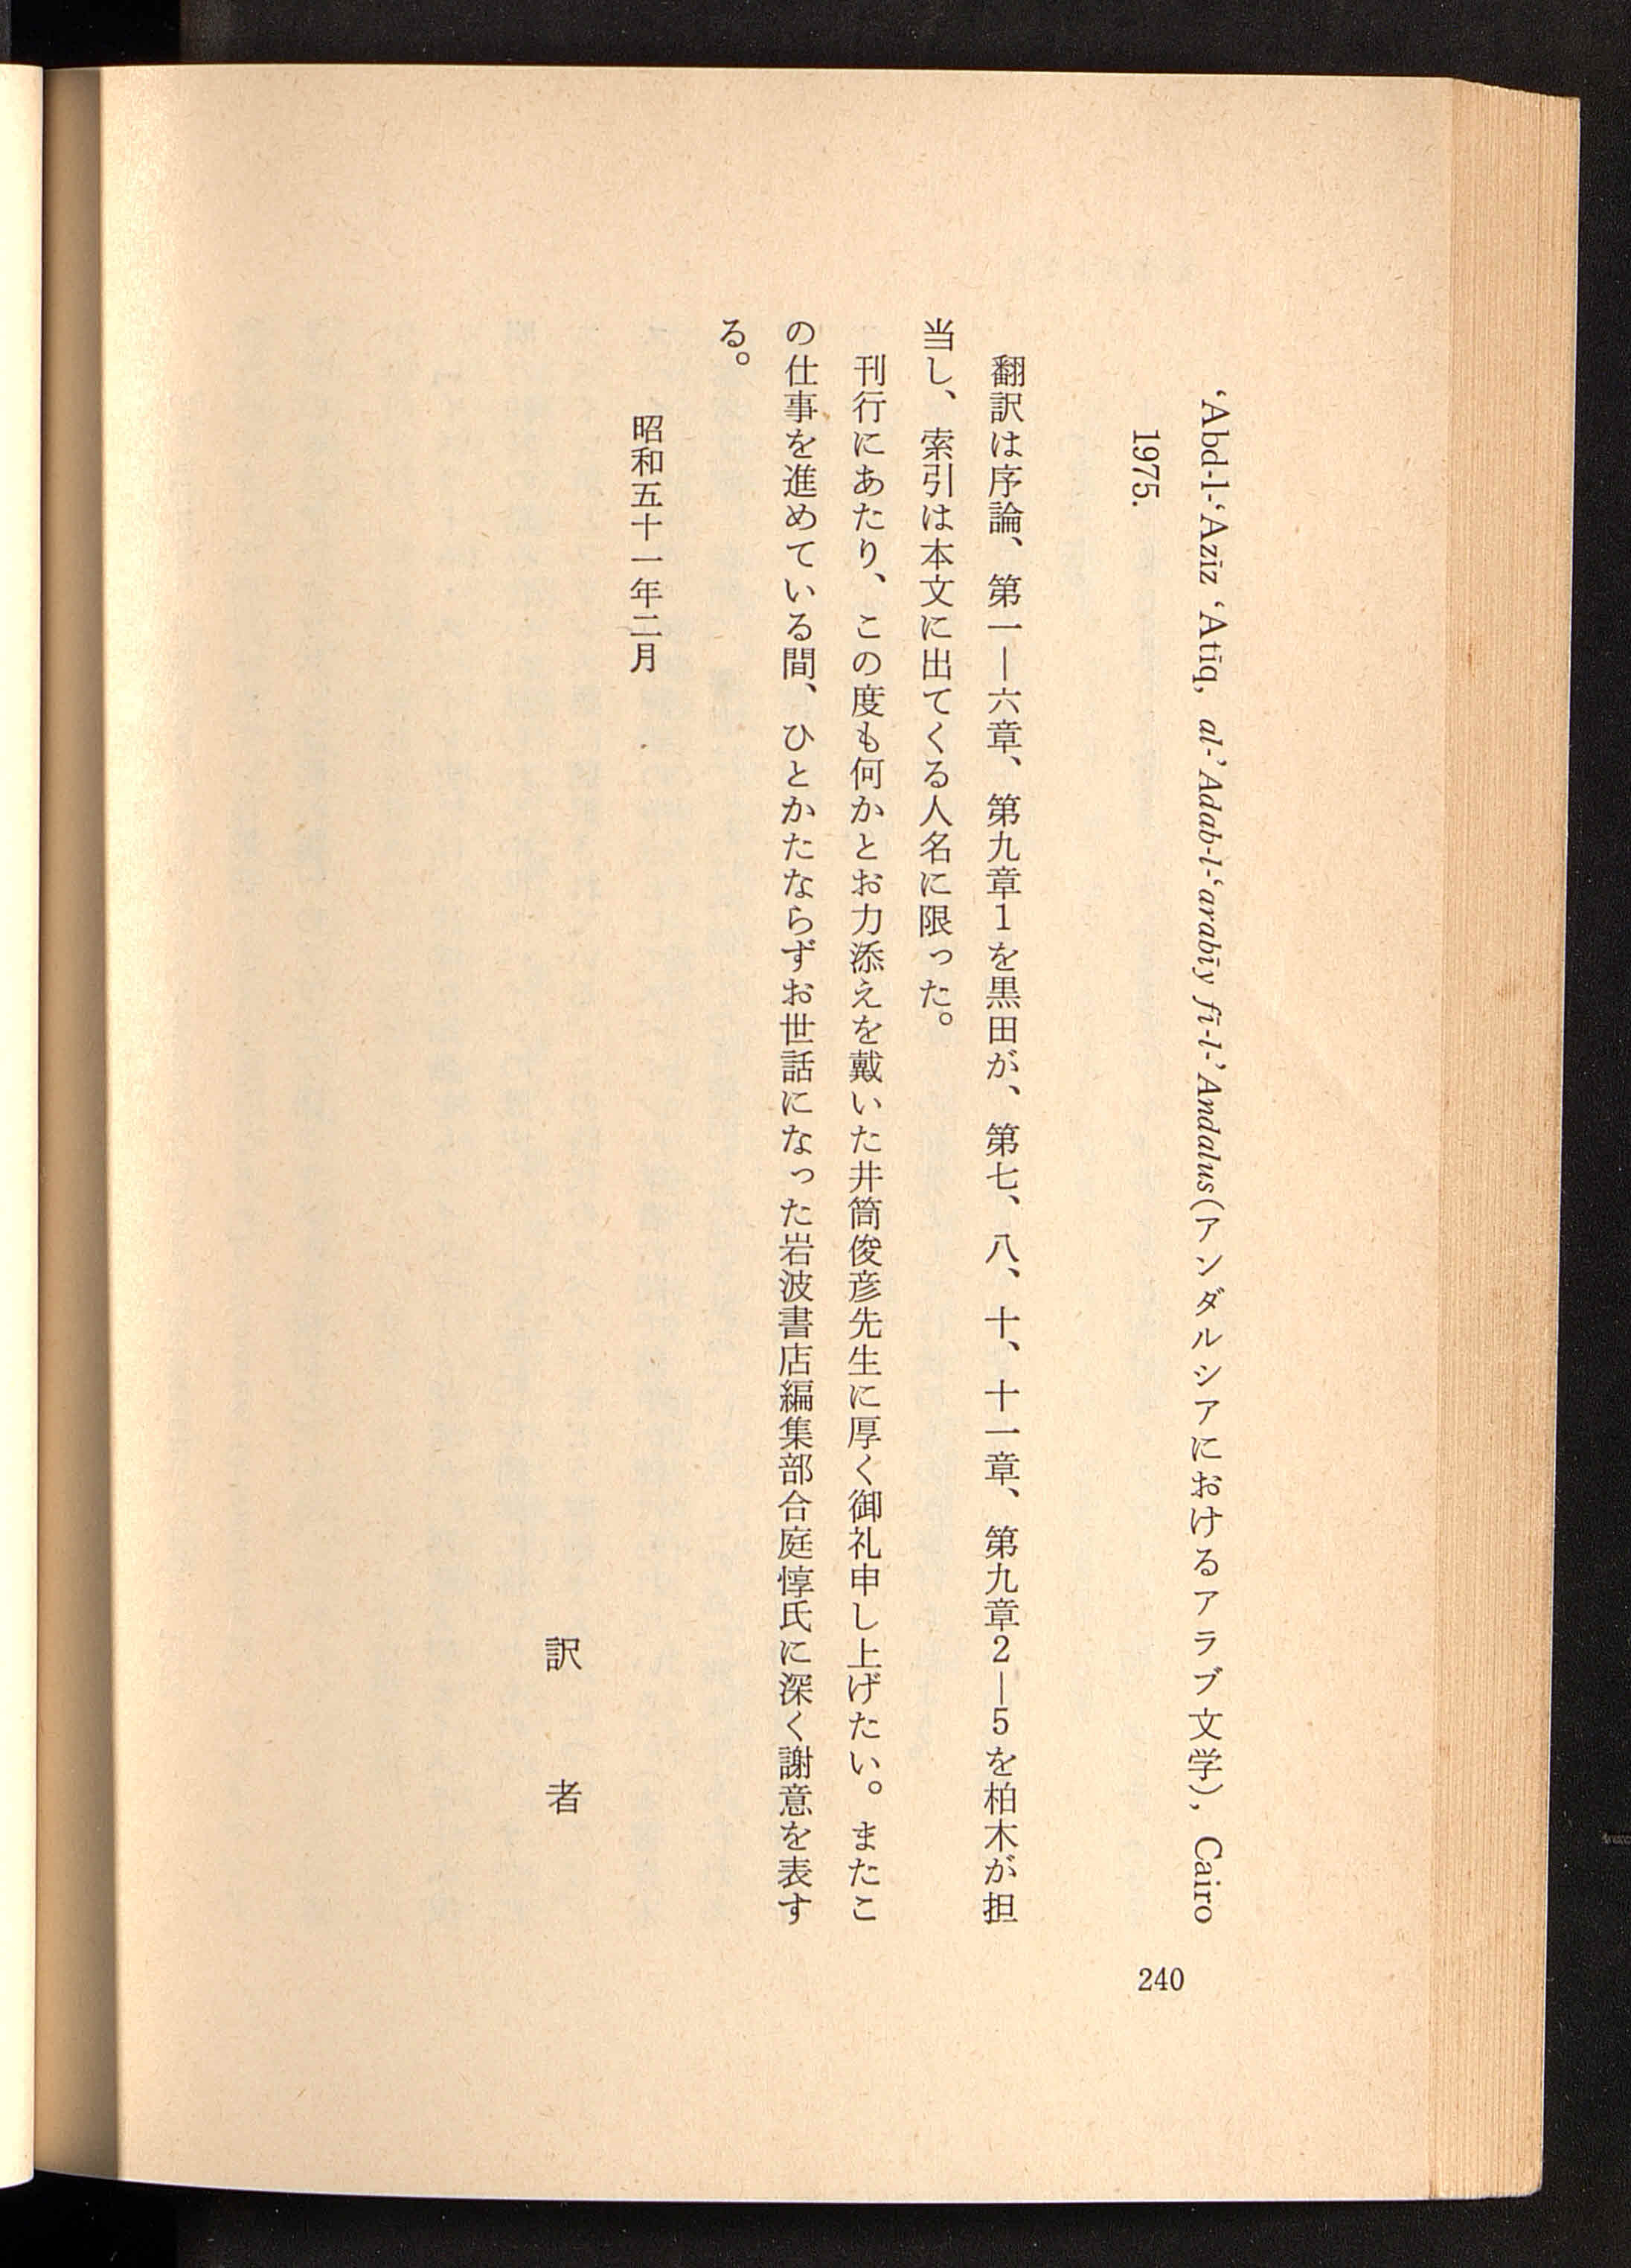 ‘Abd-l-‘Azīz ‘Atīq, al-’Adab-l-‘arabīy fī-l-’Andalus(アンダルシアにおけるアラブ文学), Cairo
1975.
翻訳は序論、第一―六章、第九章1を黒田が、第七、八、十、十一章、第九章2―5を柏木が担
当し、索引は本文に出てくる人名に限った。
刊行にあたり、この度も何かとお力添えを戴いた井筒俊彦先生に厚く御礼申し上げたい。またこ
の仕事を進めている間、ひとかたならずお世話になった岩波書店編集部合庭惇氏に深く謝意を表す
る。
昭和五十一年二月
訳者
240